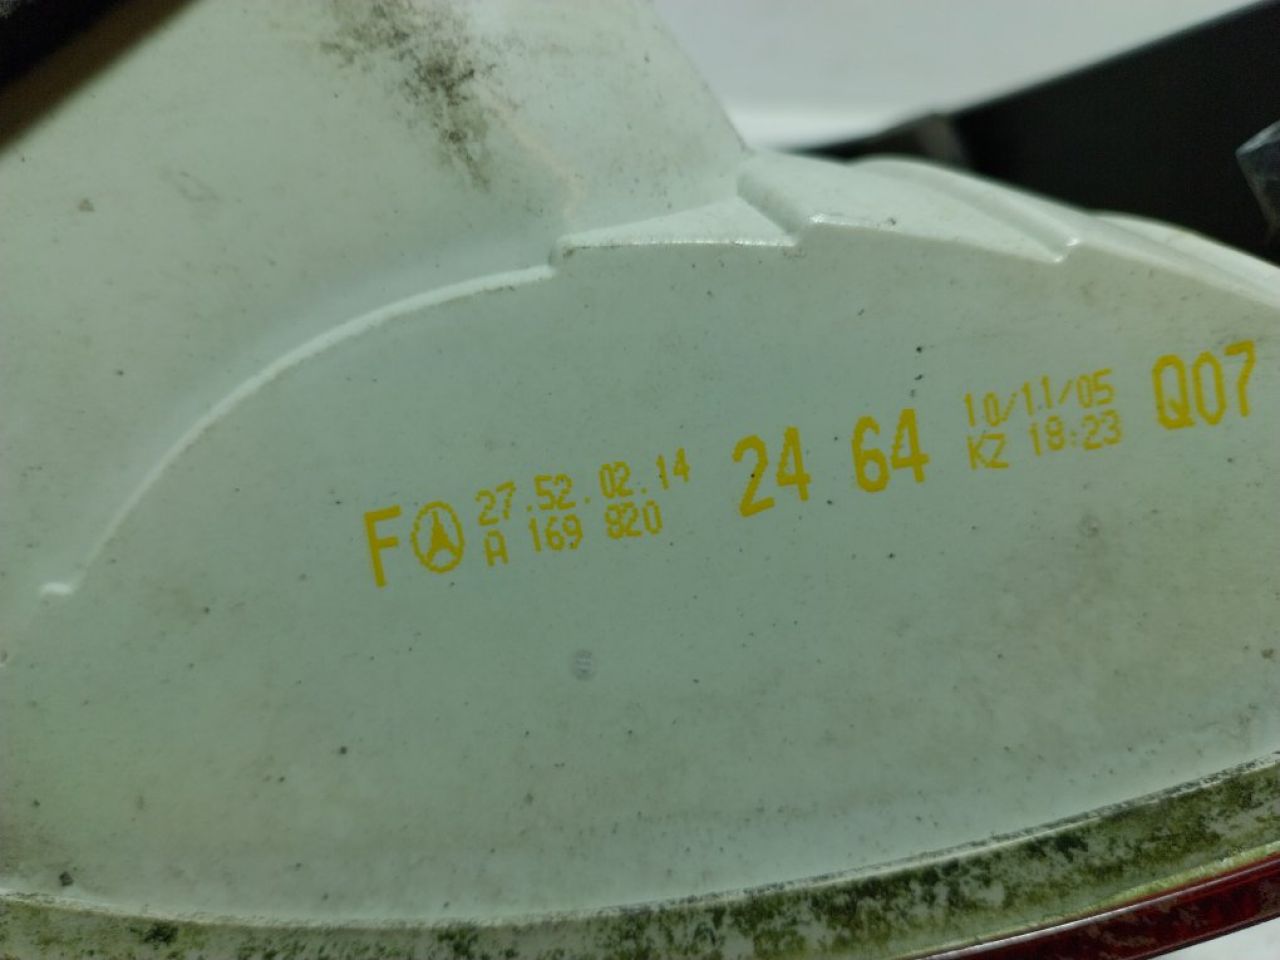 F 27.52.02.14 24 64 10/11/05 Q07
A 169 820 KZ 18:23